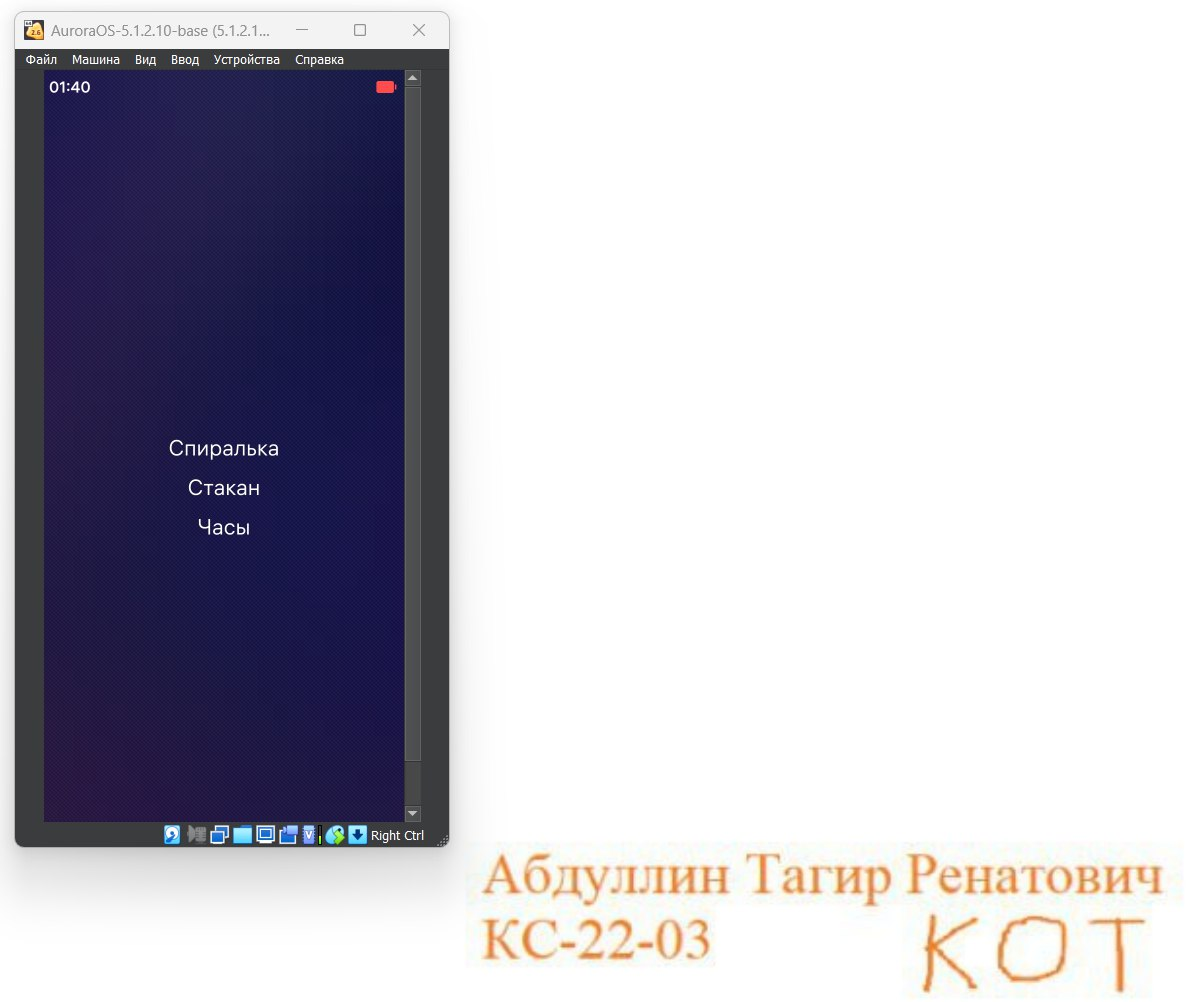 AuroraOS-5.1.2.10-base (5.1.2.1...
Файл Машина Вид Ввод Устройства Справка
01:40
Спиралька
Стакан
Часы
Right Ctrl
Абдуллин Тагир Ренатович
КС-22-03
КОТ